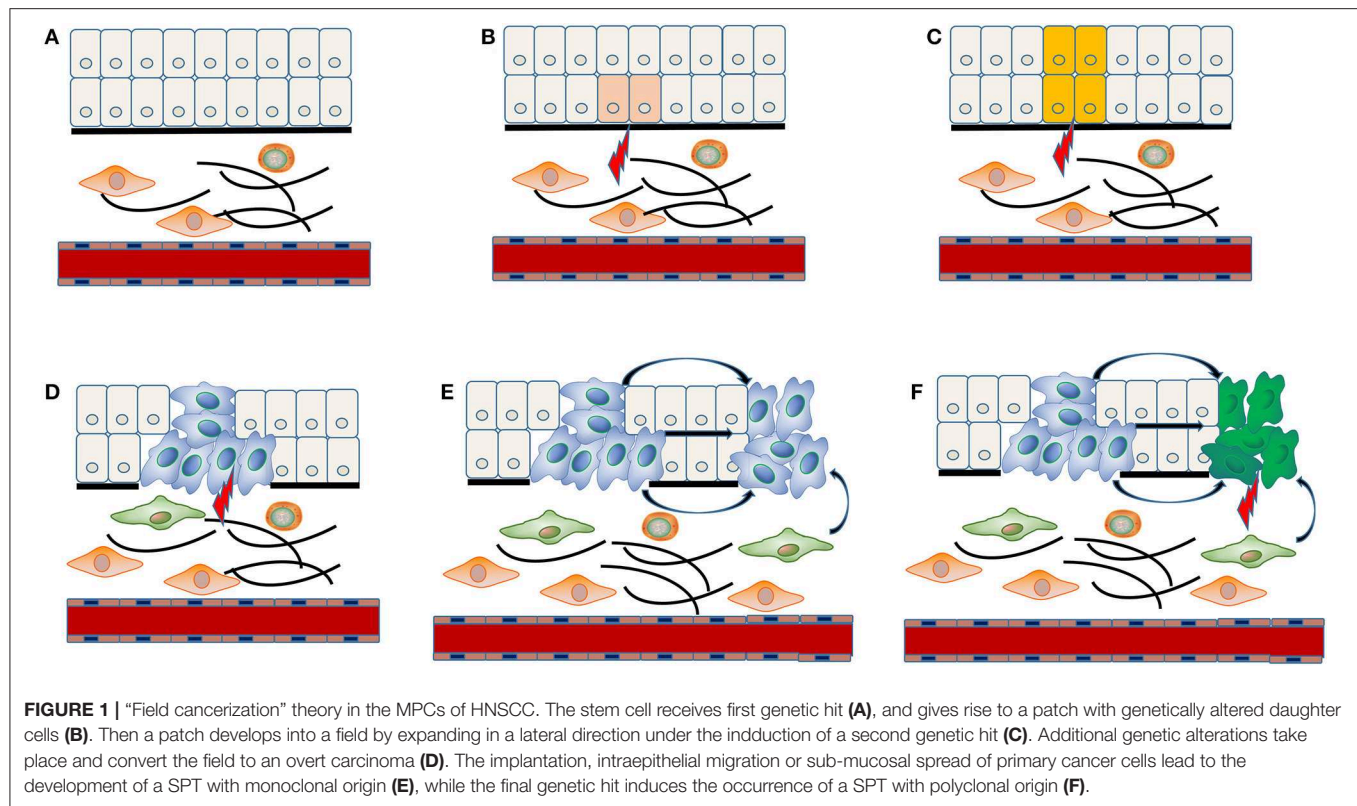 A
B
C
D
E
F
FIGURE 1 | "Field cancerization" theory in the MPCs of HNSCC. The stem cell receives first genetic hit (A), and gives rise to a patch with genetically altered daughter
cells (B). Then a patch develops into a field by expanding in a lateral direction under the indduction of a second genetic hit (C). Additional genetic alterations take
place and convert the field to an overt carcinoma (D). The implantation, intraepithelial migration or sub-mucosal spread of primary cancer cells lead to the
development of a SPT with monoclonal origin (E), while the final genetic hit induces the occurrence of a SPT with polyclonal origin (F).